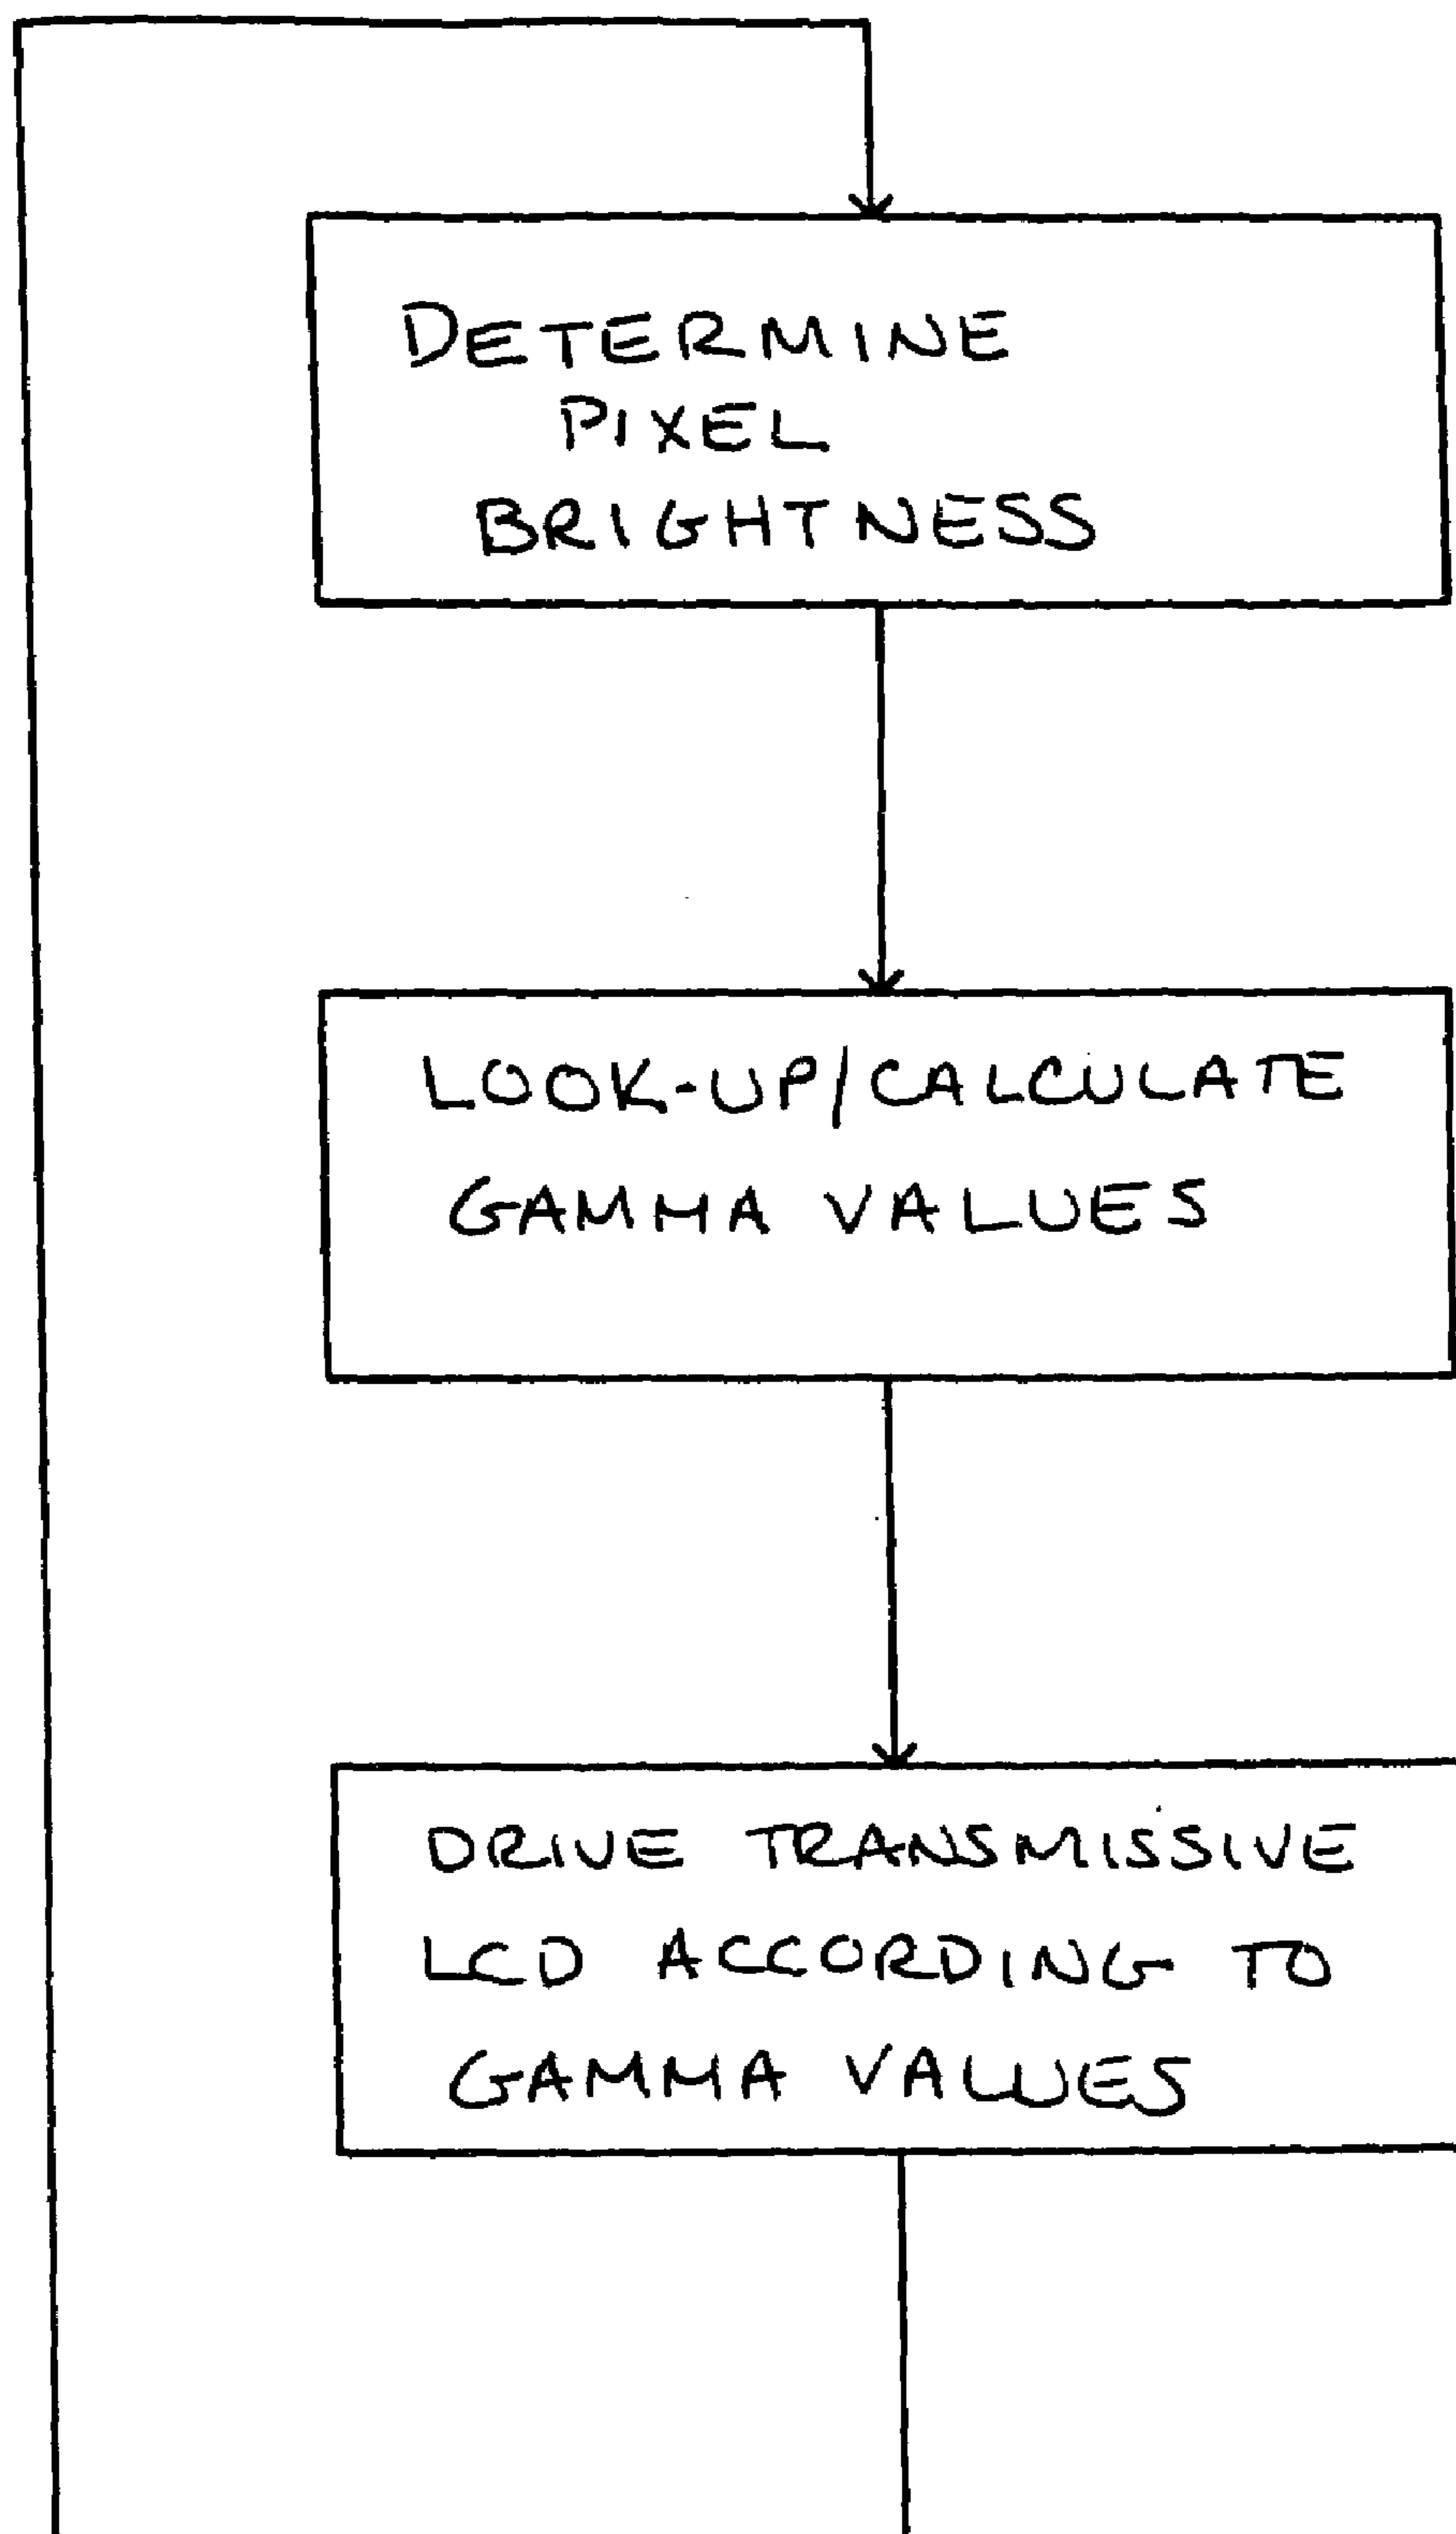 DETERMINE
PIXEL
BRIGHTNESS
LOOK-UP/CALCULATE
GAMMA VALUES
DRIVE TRANSMISSIVE
LCD ACCORDING TO
GAMMA VALUES